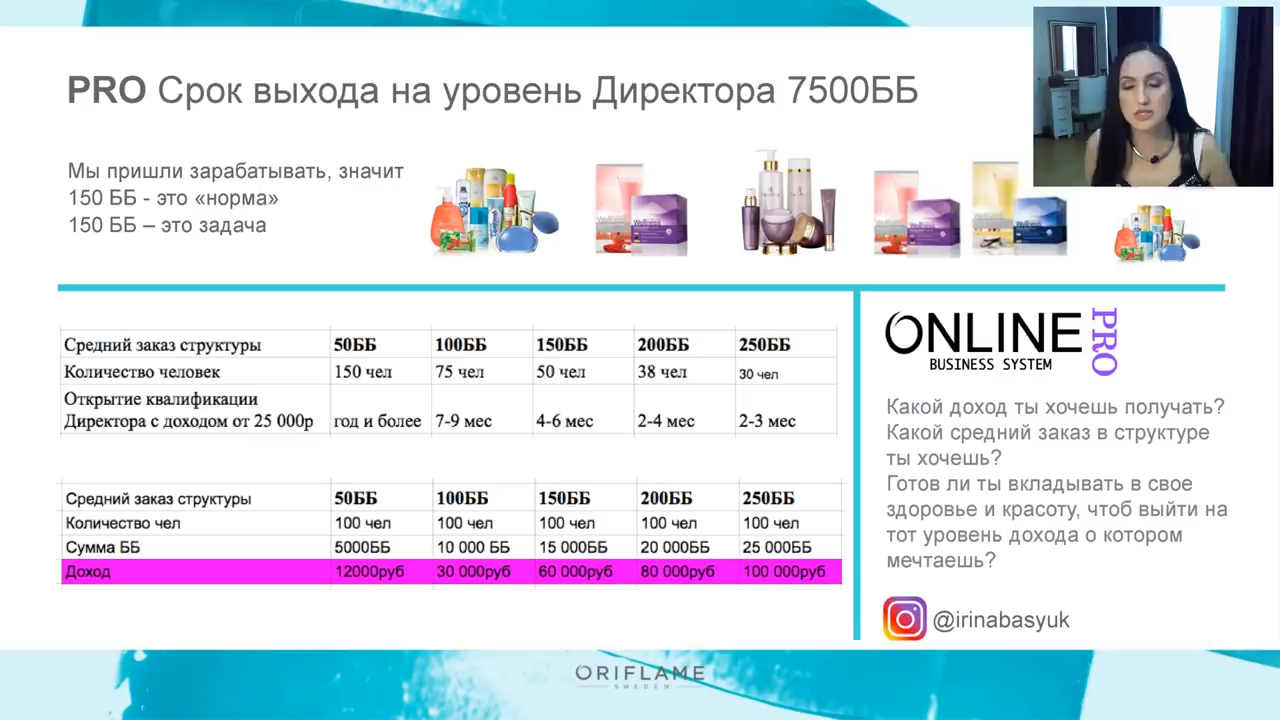 PRO Срок выхода на уровень Директора 7500ББ
Мы пришли зарабатывать, значит
150 ББ - это «норма»
150 ББ – это задача
Средний заказ структуры 50ББ 100ББ 150ББ 200ББ 250ББ
Количество человек 150 чел 75 чел 50 чел 38 чел 30 чел
Открытие квалификации
Директора с доходом от 25 000р год и более 7-9 мес 4-6 мес 2-4 мес 2-3 мес
Средний заказ структуры 50ББ 100ББ 150ББ 200ББ 250ББ
Количество чел 100 чел 100 чел 100 чел 100 чел 100 чел
Сумма ББ 5000ББ 10 000 ББ 15 000ББ 20 000ББ 25 000ББ
Доход 12000руб 30 000руб 60 000руб 80 000руб 100 000руб
ONLINE PRO
BUSINESS SYSTEM
Какой доход ты хочешь получать?
Какой средний заказ в структуре
ты хочешь?
Готов ли ты вкладывать в свое
здоровье и красоту, чтоб выйти на
тот уровень дохода о котором
мечтаешь?
@irinabasyuk
ORIFLAME
SWEDEN